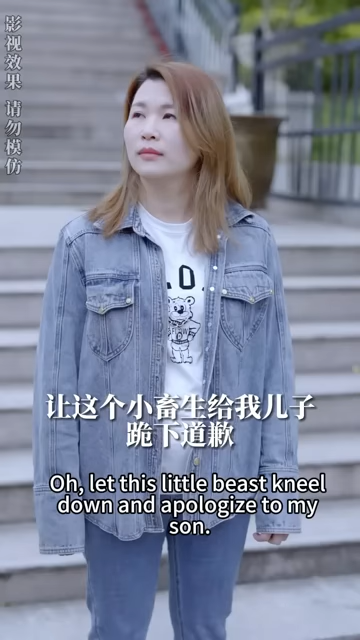 影视效果 请勿模仿
让这个小畜生给我儿子
跪下道歉
Oh, let this little beast kneel
down and apologize to my
son.